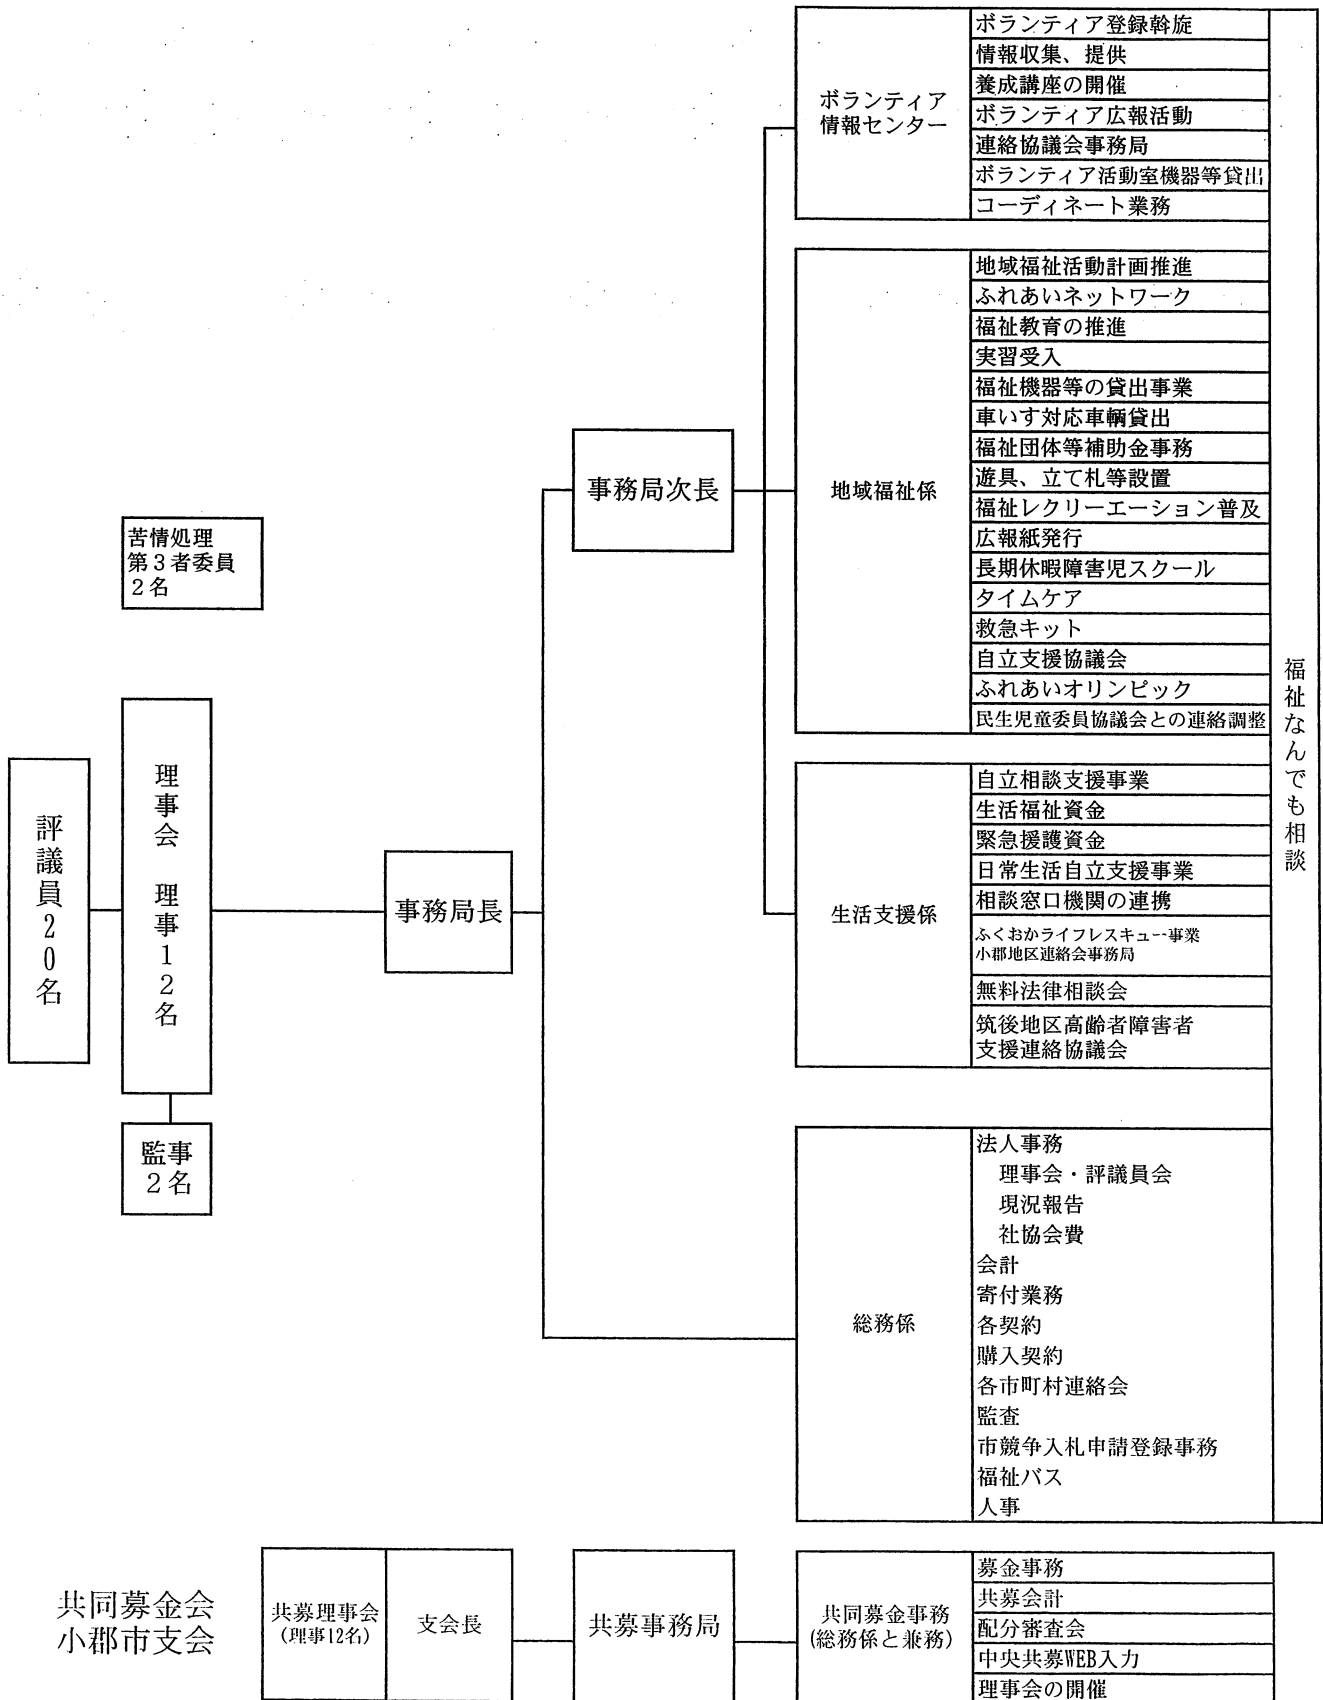 評議員20名
理事会　理事12名
監事
2名
苦情処理
第３者委員
２名
事務局長
事務局次長
ボランティア
情報センター
ボランティア登録斡旋
情報収集、提供
養成講座の開催
ボランティア広報活動
連絡協議会事務局
ボランティア活動室機器等貸出
コーディネート業務
地域福祉係
地域福祉活動計画推進
ふれあいネットワーク
福祉教育の推進
実習受入
福祉機器等の貸出事業
車いす対応車輌貸出
福祉団体等補助金事務
遊具、立て札等設置
福祉レクリーエーション普及
広報紙発行
長期休暇障害児スクール
タイムケア
救急キット
自立支援協議会
ふれあいオリンピック
民生児童委員協議会との連絡調整
生活支援係
自立相談支援事業
生活福祉資金
緊急援護資金
日常生活自立支援事業
相談窓口機関の連携
ふくおかライフレスキュー事業
小郡地区連絡会事務局
無料法律相談会
筑後地区高齢者障害者
支援連絡協議会
総務係
法人事務
理事会・評議員会
現況報告
社協会費
会計
寄付業務
各契約
購入契約
各市町村連絡会
監査
市競争入札申請登録事務
福祉バス
人事
福祉なんでも相談
共同募金会
小郡市支会
共募理事会
(理事12名)
支会長
共募事務局
共同募金事務
(総務係と兼務)
募金事務
共募会計
配分審査会
中央共募WEB入力
理事会の開催